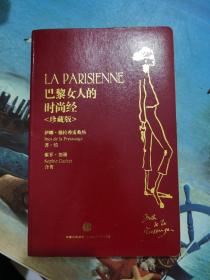 LA PARISIENNE
巴黎女人的
时尚经
<珍藏版>
伊娜·德拉弗雷桑热
Ines de la Fressange
著·绘
索菲·加谢
Sophie Gachet
合著